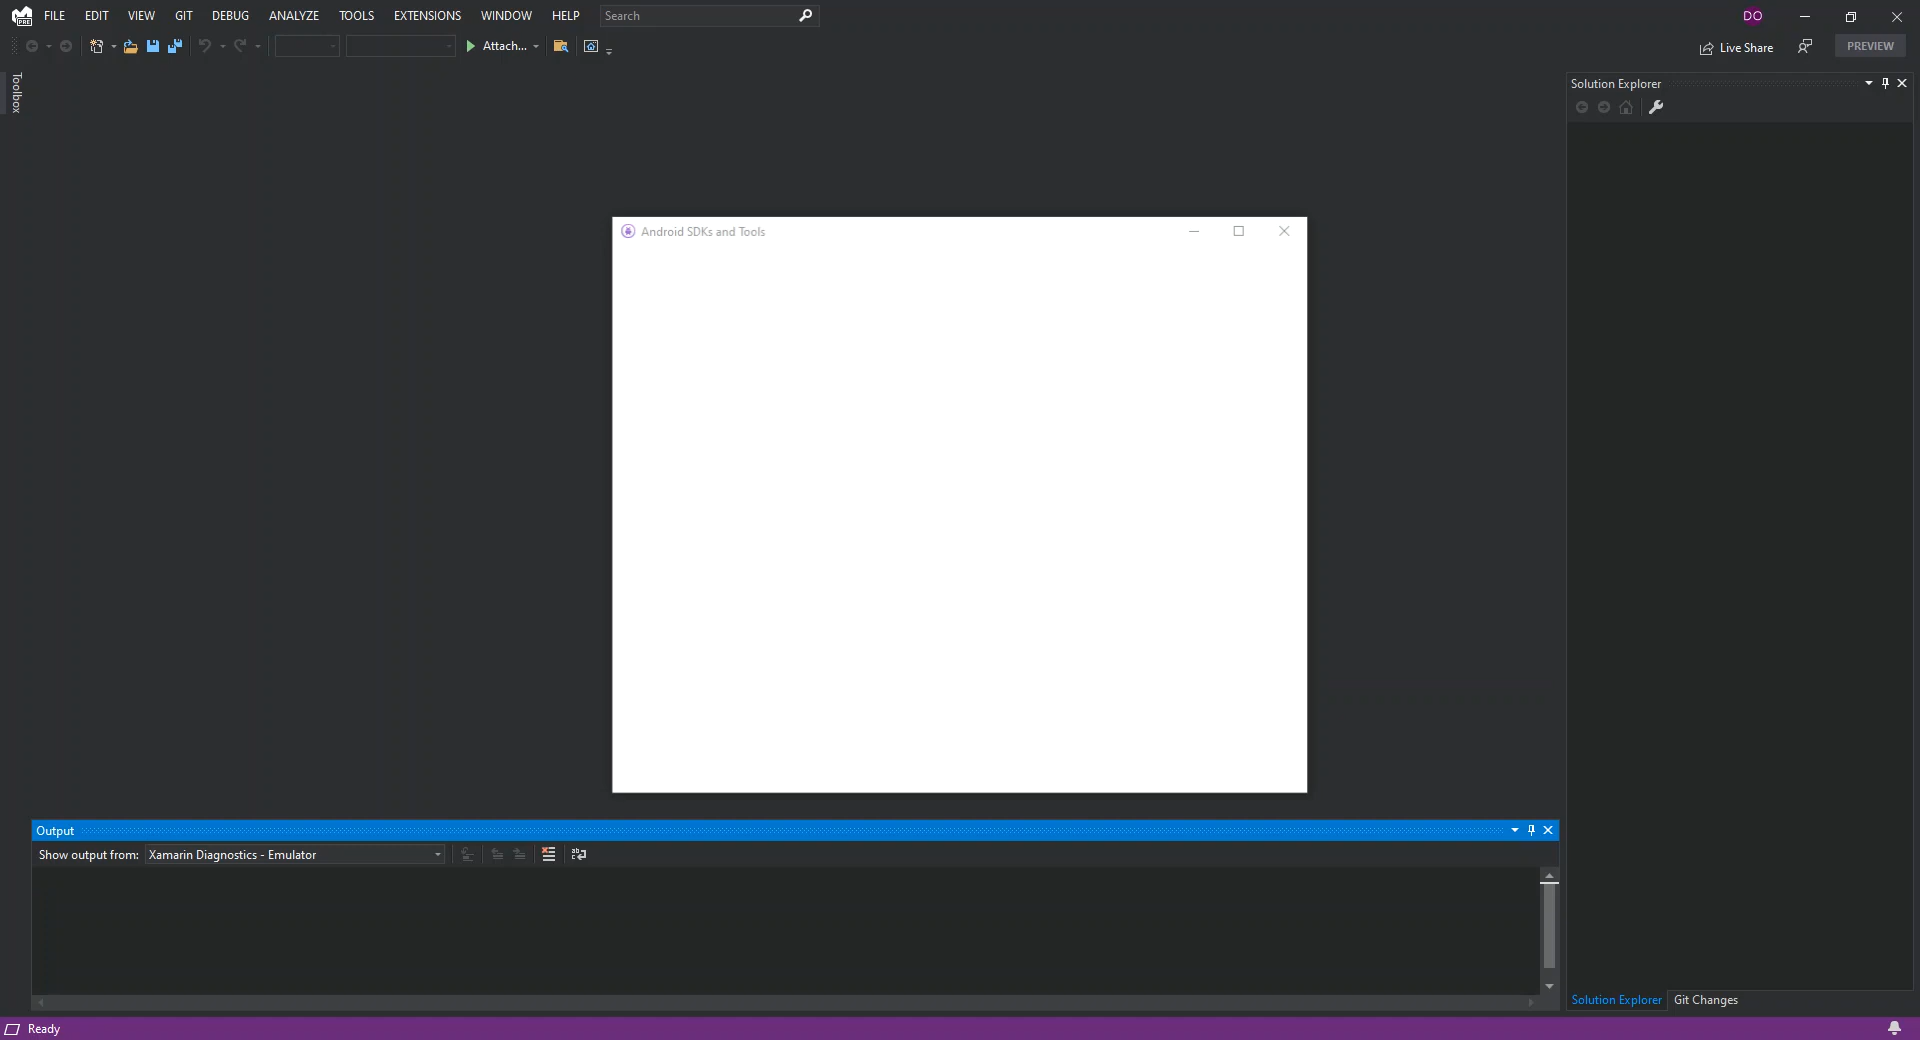 FILE EDIT VIEW GIT DEBUG ANALYZE TOOLS EXTENSIONS WINDOW HELP Search DO
Attach... Live Share PREVIEW
Toolbox
Solution Explorer
Android SDKs and Tools
Output
Show output from: Xamarin Diagnostics - Emulator
Solution Explorer Git Changes
Ready